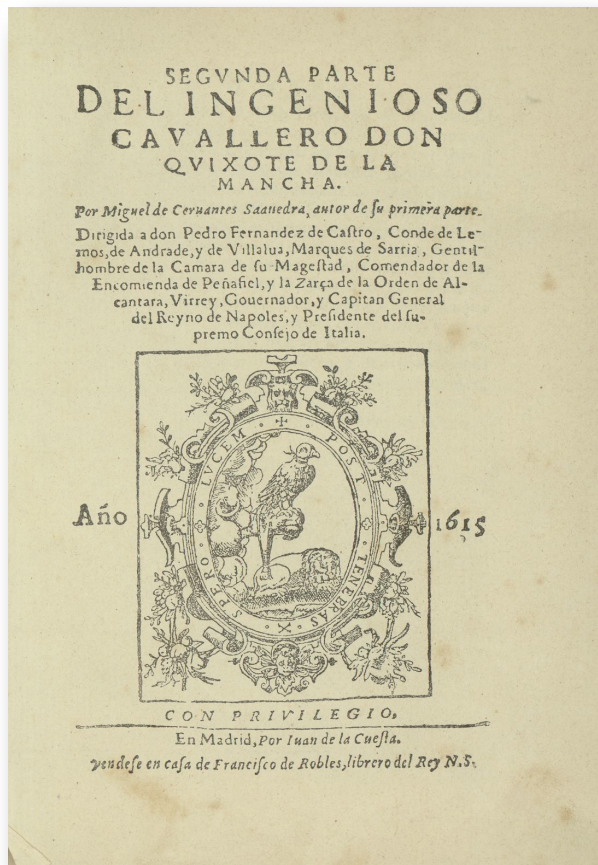 SEGVNDA PARTE
DEL INGENIOSO
CAVALLERO DON
QVIXOTE DE LA
MANCHA.
Por Miguel de Ceruantes Saauedra, autor de ſu primera parte.
Dirigida a don Pedro Fernandez de Caſtro, Conde de Le-
mos, de Andrade, y de Villalua, Marques de Sarria, Gentil-
hombre de la Camara de ſu Mageſtad, Comendador de la
Encomienda de Peñafiel, y la Zarça de la Orden de Al-
cantara, Virrey, Gouernador, y Capitan General
del Reyno de Napoles, y Preſidente del ſu-
premo Conſejo de Italia.
POST TENEBRAS SPERO LVCEM
Año 1615
CON PRIVILEGIO,
En Madrid, Por Iuan de la Cueſta.
vendeſe en caſa de Franciſco de Robles, librero del Rey N.S.